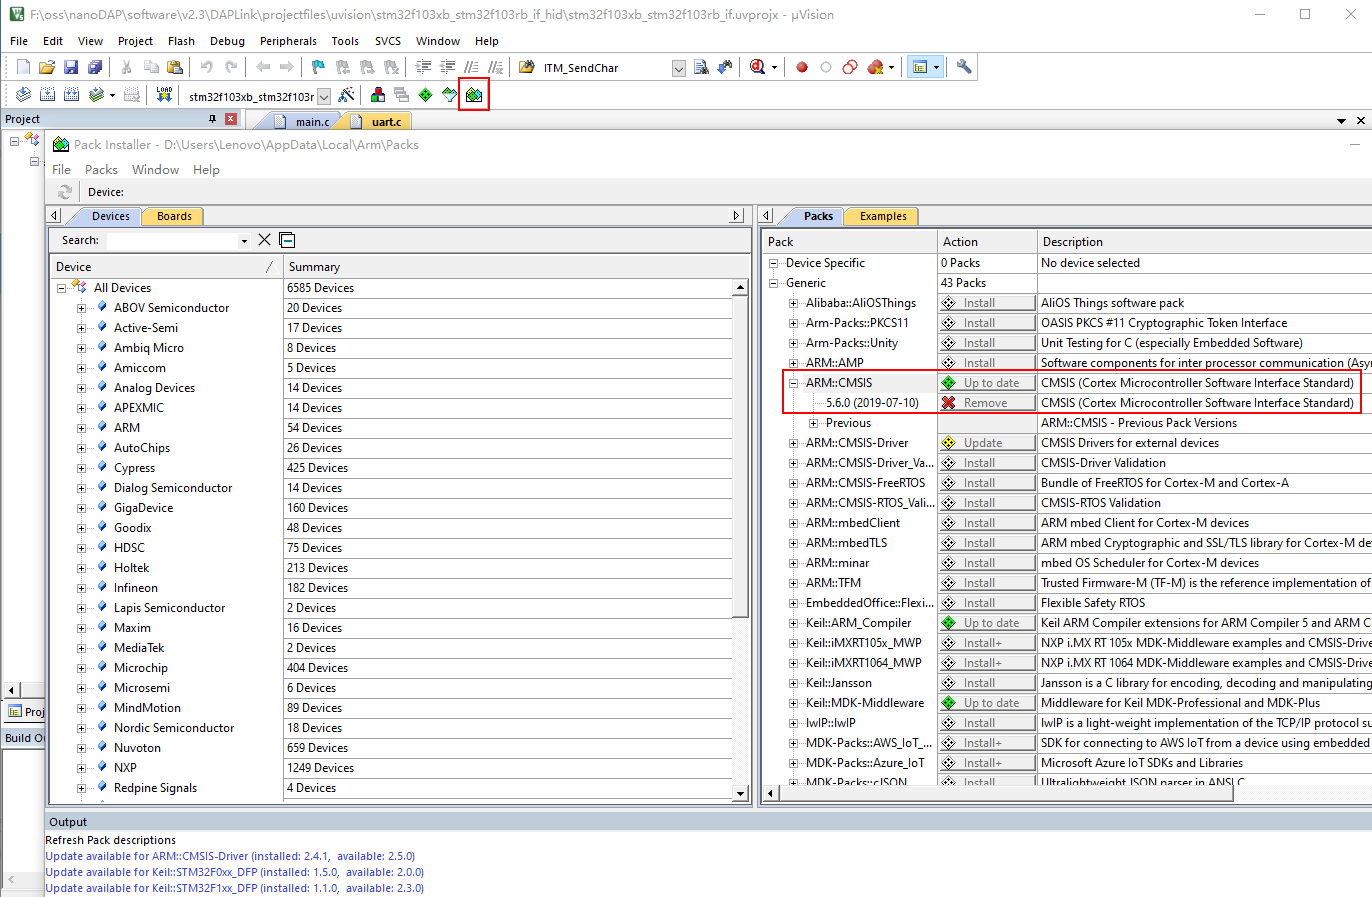 F:\oss\nanoDAP\software\v2.3\DAPLink\projectfiles\uvision\stm32f103xb_stm32f103rb_if_hid\stm32f103xb_stm32f103rb_if.uvprojx - µVision
File Edit View Project Flash Debug Peripherals Tools SVCS Window Help
ITM_SendChar
LOAD stm32f103xb_stm32f103r
Project main.c uart.c
Pack Installer - D:\Users\Lenovo\AppData\Local\Arm\Packs
File Packs Window Help
Device:
Devices Boards
Search:
Device Summary
All Devices 6585 Devices
ABOV Semiconductor 20 Devices
Active-Semi 17 Devices
Ambiq Micro 8 Devices
Amiccom 5 Devices
Analog Devices 14 Devices
APEXMIC 14 Devices
ARM 54 Devices
AutoChips 26 Devices
Cypress 425 Devices
Dialog Semiconductor 14 Devices
GigaDevice 160 Devices
Goodix 48 Devices
HDSC 75 Devices
Holtek 213 Devices
Infineon 182 Devices
Lapis Semiconductor 2 Devices
Maxim 16 Devices
MediaTek 2 Devices
Microchip 404 Devices
Microsemi 6 Devices
MindMotion 89 Devices
Nordic Semiconductor 18 Devices
Nuvoton 659 Devices
NXP 1249 Devices
Redpine Signals 4 Devices
Packs Examples
Pack Action Description
Device Specific 0 Packs No device selected
Generic 43 Packs
Alibaba::AliOSThings Install AliOS Things software pack
Arm-Packs::PKCS11 Install OASIS PKCS #11 Cryptographic Token Interface
Arm-Packs::Unity Install Unit Testing for C (especially Embedded Software)
ARM::AMP Install Software components for inter processor communication (Asy
ARM::CMSIS Up to date CMSIS (Cortex Microcontroller Software Interface Standard)
5.6.0 (2019-07-10) Remove CMSIS (Cortex Microcontroller Software Interface Standard)
Previous ARM::CMSIS - Previous Pack Versions
ARM::CMSIS-Driver Update CMSIS Drivers for external devices
ARM::CMSIS-Driver_Va... Install CMSIS-Driver Validation
ARM::CMSIS-FreeRTOS Install Bundle of FreeRTOS for Cortex-M and Cortex-A
ARM::CMSIS-RTOS_Vali... Install CMSIS-RTOS Validation
ARM::mbedClient Install ARM mbed Client for Cortex-M devices
ARM::mbedTLS Install ARM mbed Cryptographic and SSL/TLS library for Cortex-M de
ARM::minar Install mbed OS Scheduler for Cortex-M devices
ARM::TFM Install Trusted Firmware-M (TF-M) is the reference implementation of
EmbeddedOffice::Flexi... Install Flexible Safety RTOS
Keil::ARM_Compiler Up to date Keil ARM Compiler extensions for ARM Compiler 5 and ARM C
Keil::iMXRT105x_MWP Install+ NXP i.MX RT 105x MDK-Middleware examples and CMSIS-Drive
Keil::iMXRT1064_MWP Install+ NXP i.MX RT 1064 MDK-Middleware examples and CMSIS-Drive
Keil::Jansson Install Jansson is a C library for encoding, decoding and manipulating
Keil::MDK-Middleware Up to date Middleware for Keil MDK-Professional and MDK-Plus
lwIP::lwIP Install lwIP is a light-weight implementation of the TCP/IP protocol su
MDK-Packs::AWS_IoT_... Install+ SDK for connecting to AWS IoT from a device using embedded
MDK-Packs::Azure_IoT Install+ Microsoft Azure IoT SDKs and Libraries
MDK-Packs::cJSON Install Ultralightweight JSON parser in ANSI C
Proj
Build Ou
Output
Refresh Pack descriptions
Update available for ARM::CMSIS-Driver (installed: 2.4.1, available: 2.5.0)
Update available for Keil::STM32F0xx_DFP (installed: 1.5.0, available: 2.0.0)
Update available for Keil::STM32F1xx_DFP (installed: 1.1.0, available: 2.3.0)